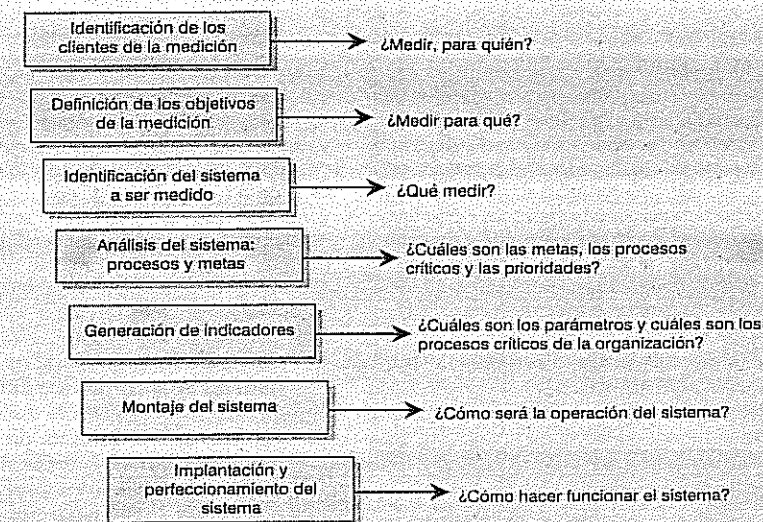 Identificación de los
clientes de la medición
¿Medir, para quién?
Definición de los objetivos
de la medición
¿Medir para qué?
Identificación del sistema
a ser medido
¿Qué medir?
Análisis del sistema:
procesos y metas
¿Cuáles son las metas, los procesos
críticos y las prioridades?
Generación de indicadores
¿Cuáles son los parámetros y cuáles son los
procesos críticos de la organización?
Montaje del sistema
¿Cómo será la operación del sistema?
Implantación y
perfeccionamiento del
sistema
¿Cómo hacer funcionar el sistema?